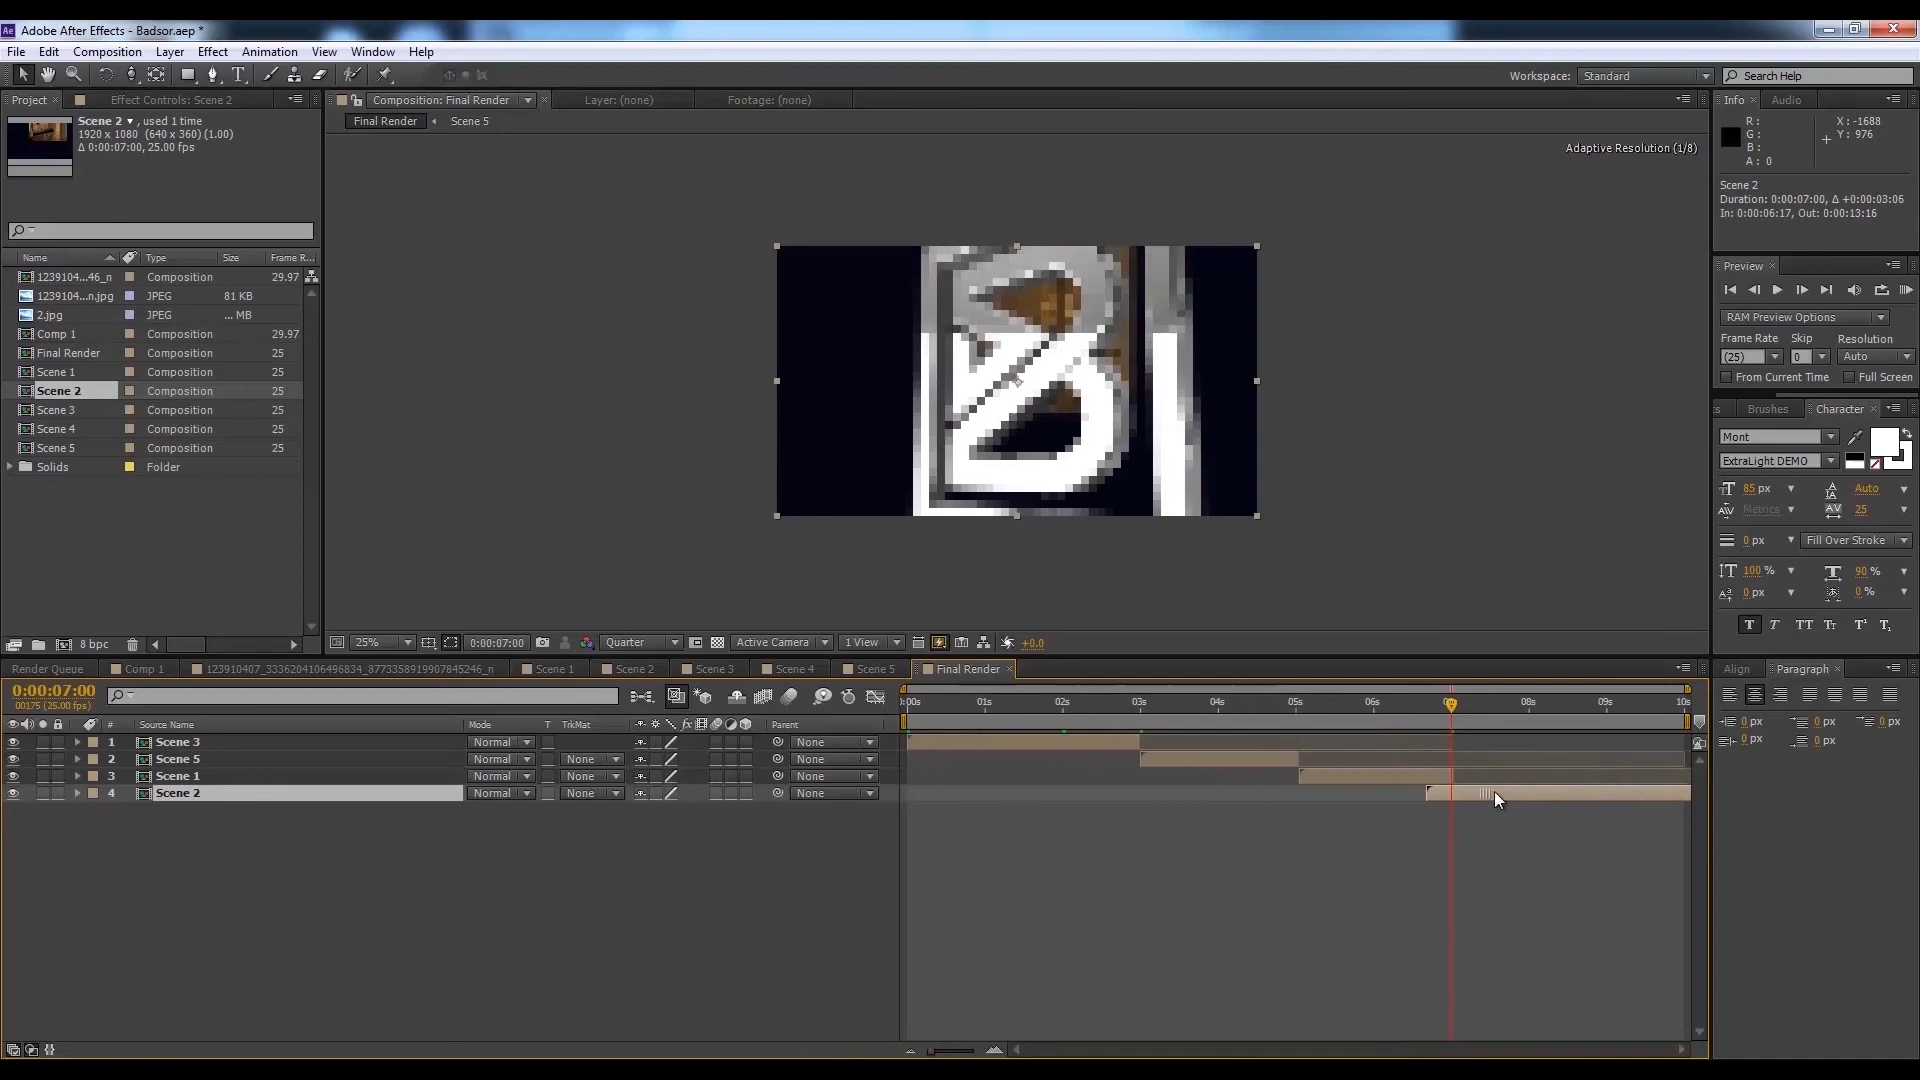 Adobe After Effects - Badsor.aep *
File Edit Composition Layer Effect Animation View Window Help
Workspace: Standard Search Help
Project Effect Controls: Scene 2
Composition: Final Render Layer: (none) Footage: (none)
Info Audio
Scene 2 , used 1 time
1920 x 1080 (640 x 360) (1.00)
Δ 0:00:07:00, 25.00 fps
Final Render Scene 5
Adaptive Resolution (1/8)
R :
G :
B :
A : 0
X : -1688
Y : 976
Scene 2
Duration: 0:00:07:00, Δ +0:00:03:06
In: 0:00:06:17, Out: 0:00:13:16
Name Type Size Frame R...
1239104...46_n Composition 29.97
1239104...n.jpg JPEG 81 KB
2.jpg JPEG ... MB
Comp 1 Composition 29.97
Final Render Composition 25
Scene 1 Composition 25
Scene 2 Composition 25
Scene 3 Composition 25
Scene 4 Composition 25
Scene 5 Composition 25
Solids Folder
8 bpc
Preview
RAM Preview Options
Frame Rate Skip Resolution
(25) 0 Auto
From Current Time Full Screen
Brushes Character
Mont
ExtraLight DEMO
85 px Auto
Metrics 25
0 px Fill Over Stroke
100 % 90 %
0 px 0 %
25% 0:00:07:00 Quarter Active Camera 1 View +0.0
Render Queue Comp 1 123910407_3336204106496834_8773358919907845246_n Scene 1 Scene 2 Scene 3 Scene 4 Scene 5 Final Render
0:00:07:00
00175 (25.00 fps)
:00s 01s 02s 03s 04s 05s 06s 08s 09s 10s
# Source Name Mode T TrkMat Parent
1 Scene 3 Normal None
2 Scene 5 Normal None None
3 Scene 1 Normal None None
4 Scene 2 Normal None None
Align Paragraph
0 px 0 px 0 px
0 px 0 px